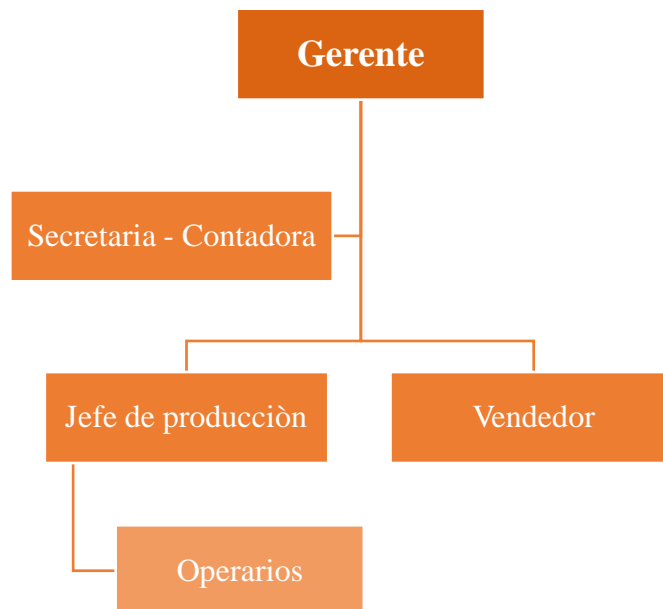 Gerente
Secretaria - Contadora
Jefe de producciòn
Vendedor
Operarios